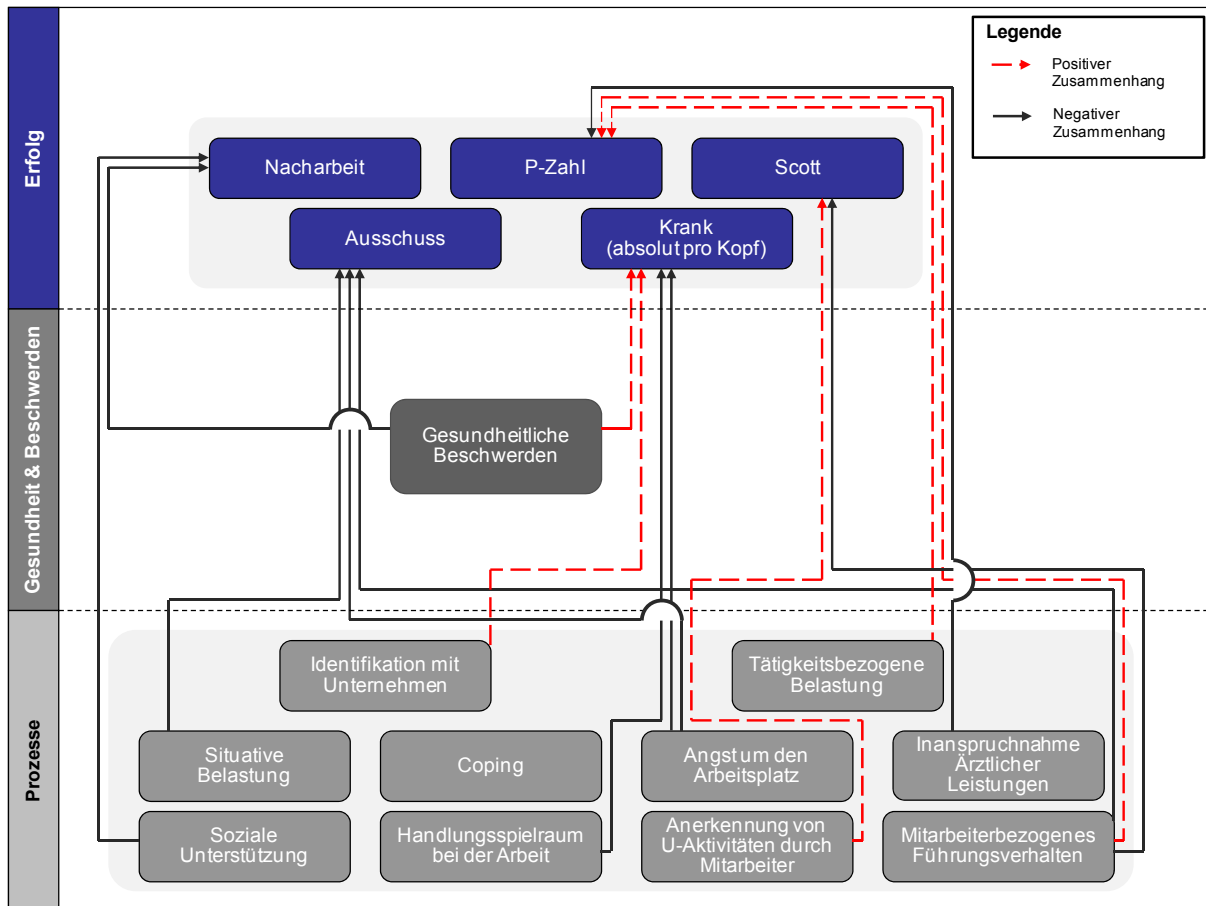 Erfolg
Legende
Positiver
Zusammenhang
Negativer
Zusammenhang
Nacharbeit
P-Zahl
Scott
Ausschuss
Krank
(absolut pro Kopf)
Gesundheit & Beschwerden
Gesundheitliche
Beschwerden
Prozesse
Identifikation mit
Unternehmen
Tätigkeitsbezogene
Belastung
Situative
Belastung
Coping
Angst um den
Arbeitsplatz
Inanspruchnahme
Ärztlicher
Leistungen
Soziale
Unterstützung
Handlungsspielraum
bei der Arbeit
Anerkennung von
U-Aktivitäten durch
Mitarbeiter
Mitarbeiterbezogenes
Führungsverhalten